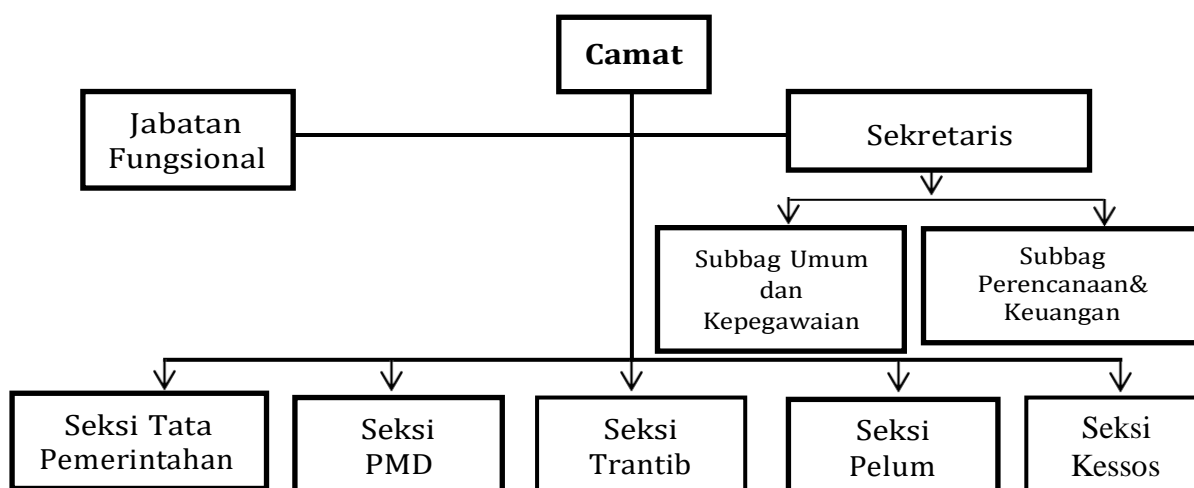 Camat
Jabatan
Fungsional
Sekretaris
Subbag Umum
dan
Kepegawaian
Subbag
Perencanaan&
Keuangan
Seksi Tata
Pemerintahan
Seksi
PMD
Seksi
Trantib
Seksi
Pelum
Seksi
Kessos